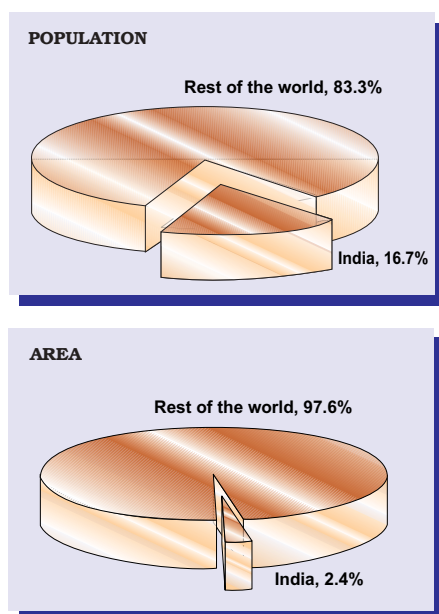 POPULATION
Rest of the world, 83.3%
India, 16.7%
AREA
Rest of the world, 97.6%
India, 2.4%